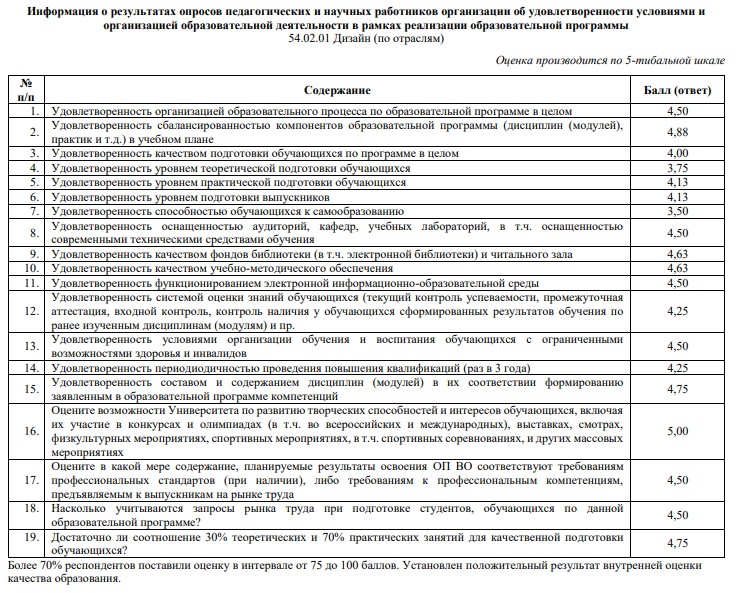 Информация о результатах опросов педагогических и научных работников организации об удовлетворенности условиями и
организацией образовательной деятельности в рамках реализации образовательной программы
54.02.01 Дизайн (по отраслям)
Оценка производится по 5-тибальной шкале
№ п/п Содержание Балл (ответ)
1. Удовлетворенность организацией образовательного процесса по образовательной программе в целом 4,50
2. Удовлетворенность сбалансированностью компонентов образовательной программы (дисциплин (модулей),
практик и т.д.) в учебном плане 4,88
3. Удовлетворенность качеством подготовки обучающихся по программе в целом 4,00
4. Удовлетворенность уровнем теоретической подготовки обучающихся 3,75
5. Удовлетворенность уровнем практической подготовки обучающихся 4,13
6. Удовлетворенность уровнем подготовки выпускников 4,13
7. Удовлетворенность способностью обучающихся к самообразованию 3,50
8. Удовлетворенность оснащенностью аудиторий, кафедр, учебных лабораторий, в т.ч. оснащенностью
современными техническими средствами обучения 4,50
9. Удовлетворенность качеством фондов библиотеки (в т.ч. электронной библиотеки) и читального зала 4,63
10. Удовлетворенность качеством учебно-методического обеспечения 4,63
11. Удовлетворенность функционированием электронной информационно-образовательной среды 4,50
12. Удовлетворенность системой оценки знаний обучающихся (текущий контроль успеваемости, промежуточная
аттестация, входной контроль, контроль наличия у обучающихся сформированных результатов обучения по
ранее изученным дисциплинам (модулям) и пр. 4,25
13. Удовлетворенность условиями организации обучения и воспитания обучающихся с ограниченными
возможностями здоровья и инвалидов 4,50
14. Удовлетворенность периодиодичностью проведения повышения квалификаций (раз в 3 года) 4,25
15. Удовлетворенность составом и содержанием дисциплин (модулей) в их соответствии формированию
заявленным в образовательной программе компетенций 4,75
16. Оцените возможности Университета по развитию творческих способностей и интересов обучающихся, включая
их участие в конкурсах и олимпиадах (в т.ч. во всероссийских и международных), выставках, смотрах,
физкультурных мероприятиях, спортивных мероприятиях, в т.ч. спортивных соревнованиях, и других массовых
мероприятиях 5,00
17. Оцените в какой мере содержание, планируемые результаты освоения ОП ВО соответствуют требованиям
профессиональных стандартов (при наличии), либо требованиям к профессиональным компетенциям,
предъявляемым к выпускникам на рынке труда 4,50
18. Насколько учитываются запросы рынка труда при подготовке студентов, обучающихся по данной
образовательной программе? 4,50
19. Достаточно ли соотношение 30% теоретических и 70% практических занятий для качественной подготовки
обучающихся? 4,75
Более 70% респондентов поставили оценку в интервале от 75 до 100 баллов. Установлен положительный результат внутренней оценки
качества образования.